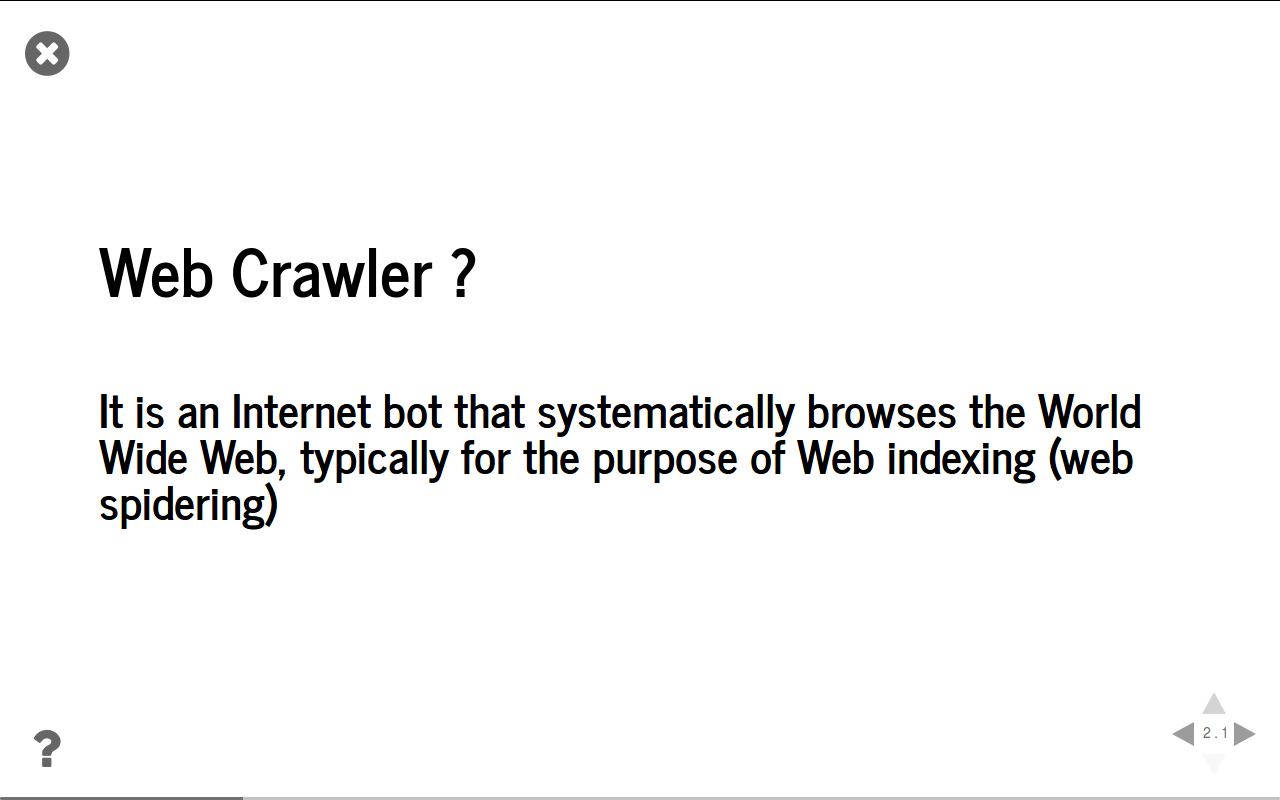 Web Crawler ?
It is an Internet bot that systematically browses the World
Wide Web, typically for the purpose of Web indexing (web
spidering)
?
2.1